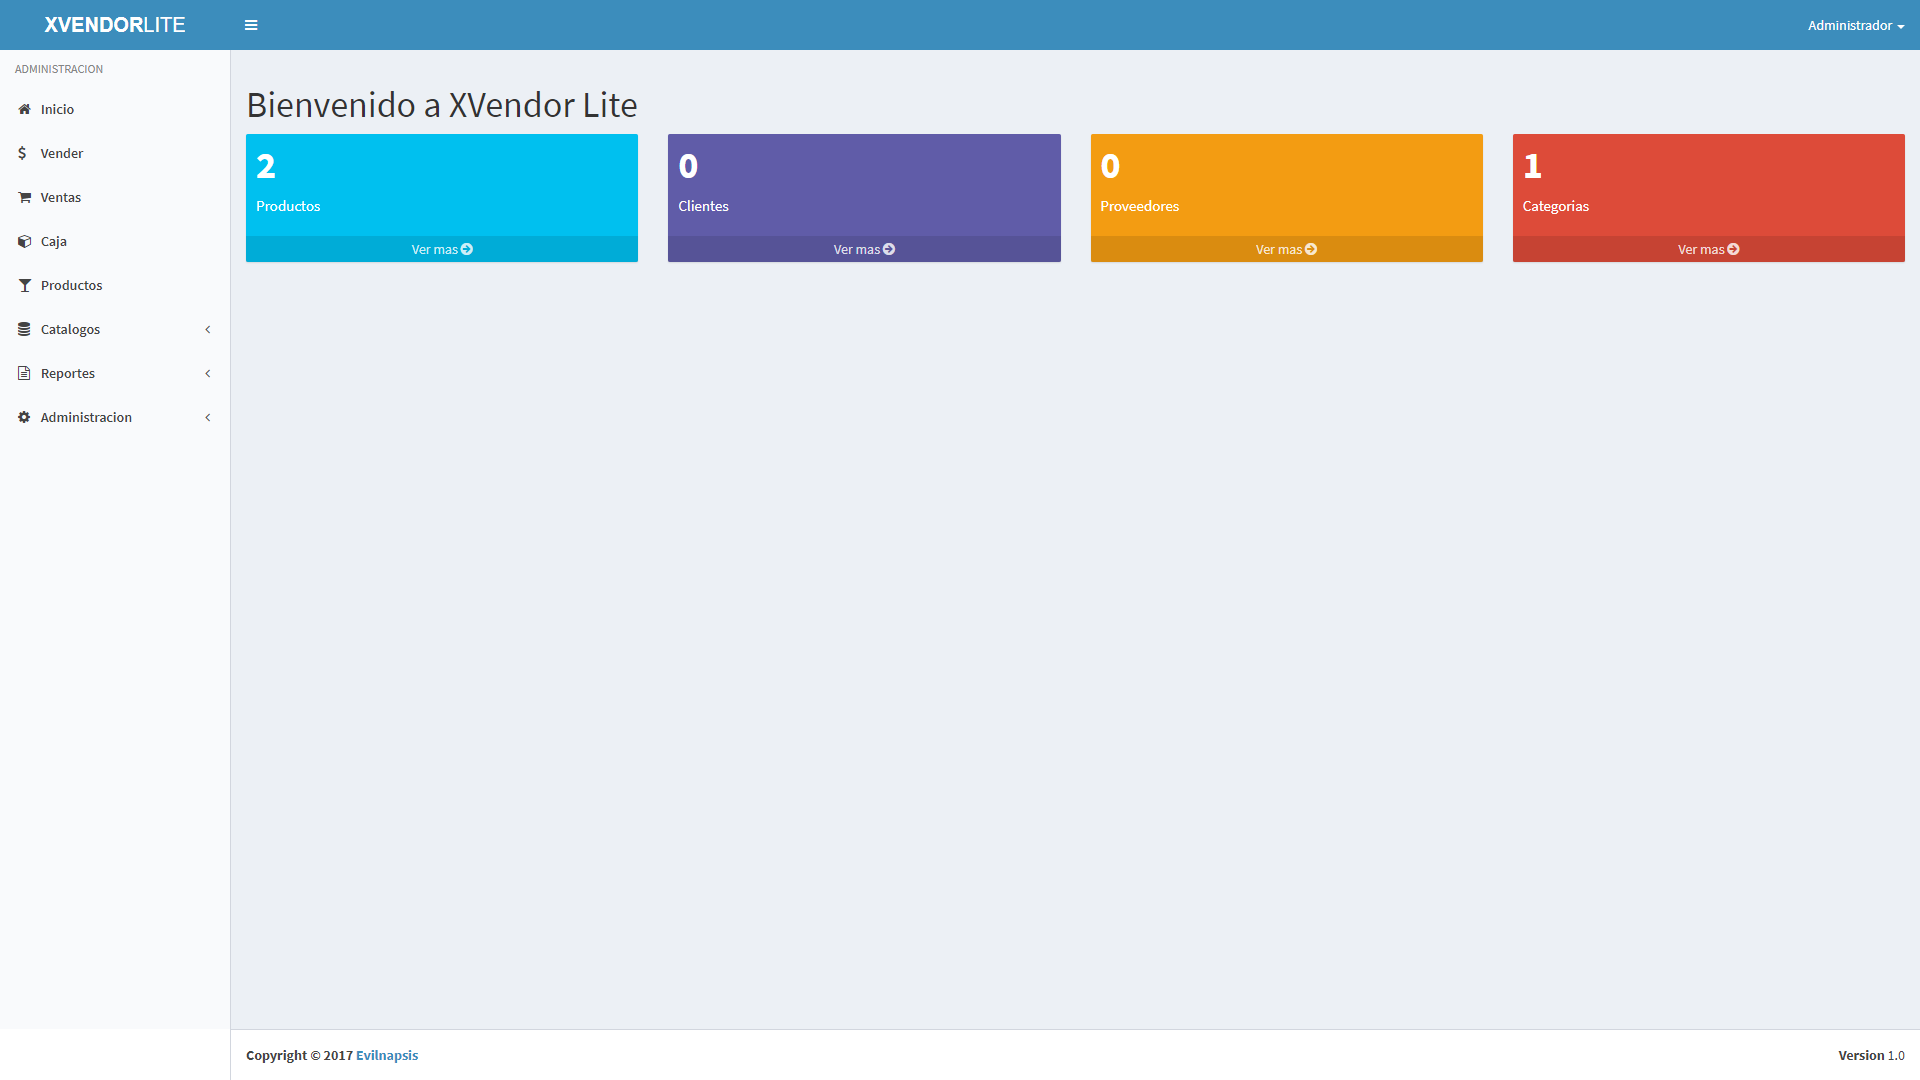 XVENDORLITE
Administrador
ADMINISTRACION
Inicio
Vender
Ventas
Caja
Productos
Catalogos
Reportes
Administracion
Bienvenido a XVendor Lite
2
Productos
Ver mas
0
Clientes
Ver mas
0
Proveedores
Ver mas
1
Categorias
Ver mas
Copyright © 2017 Evilnapsis
Version 1.0